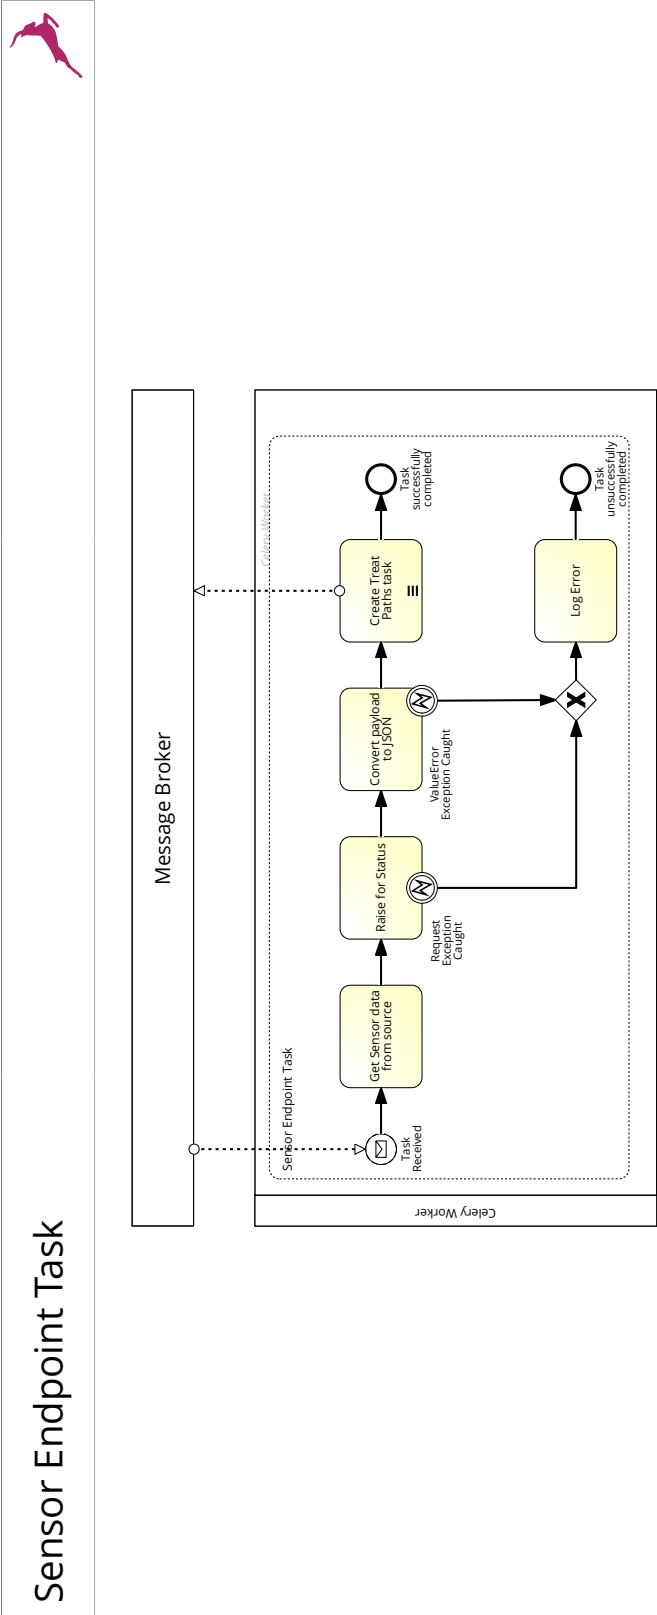 Sensor Endpoint Task
Message Broker
Celery Worker
Celery Worker
Sensor Endpoint Task
Task
Received
Get Sensor data
from source
Raise for Status
Request
Exception
Caught
Convert payload
to JSON
ValueError
Exception Caught
Create Treat
Paths task
Task
successfully
completed
Log Error
Task
unsuccessfully
completed